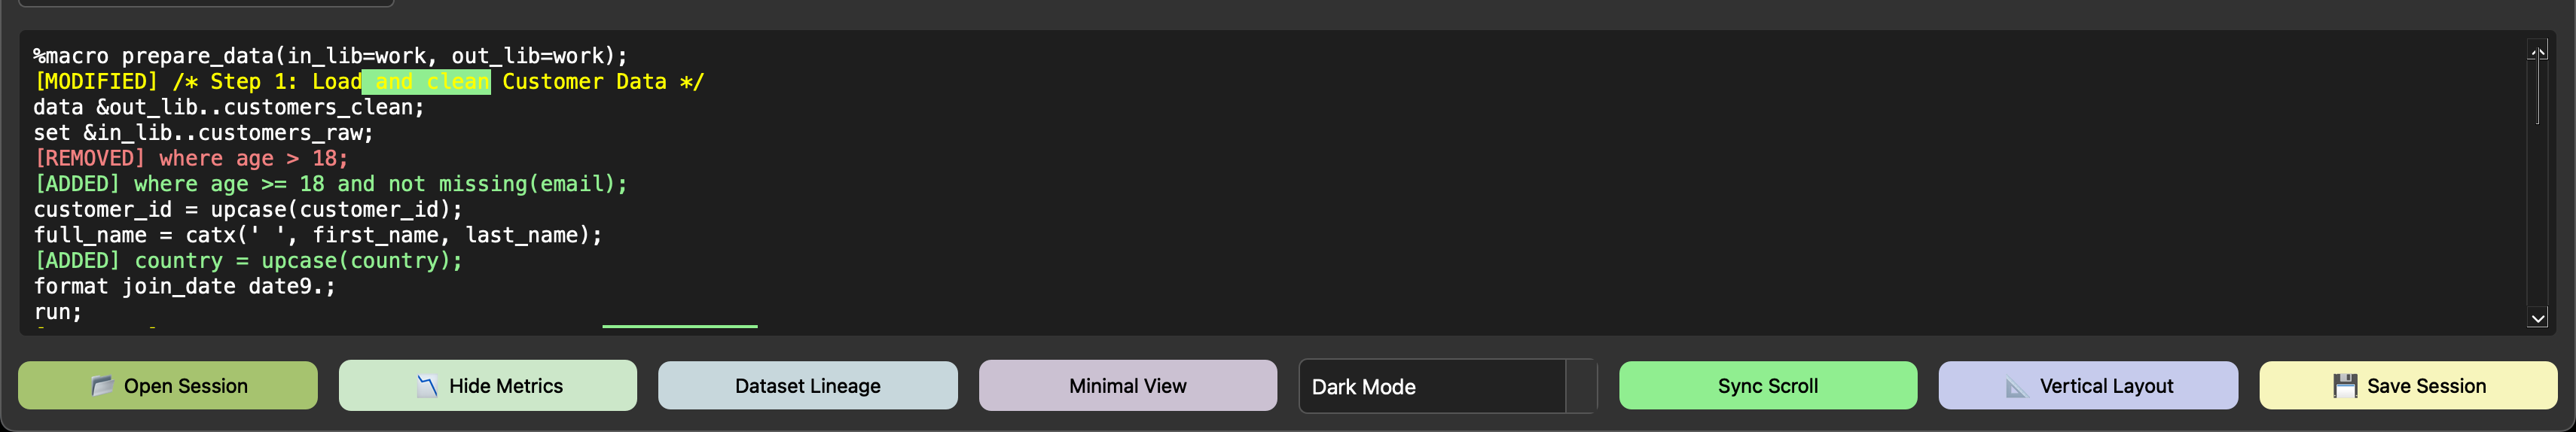 %macro prepare_data(in_lib=work, out_lib=work);
[MODIFIED] /* Step 1: Load and clean Customer Data */
data &out_lib..customers_clean;
set &in_lib..customers_raw;
[REMOVED] where age > 18;
[ADDED] where age >= 18 and not missing(email);
customer_id = upcase(customer_id);
full_name = catx(' ', first_name, last_name);
[ADDED] country = upcase(country);
format join_date date9.;
run;
Open Session
Hide Metrics
Dataset Lineage
Minimal View
Dark Mode
Sync Scroll
Vertical Layout
Save Session